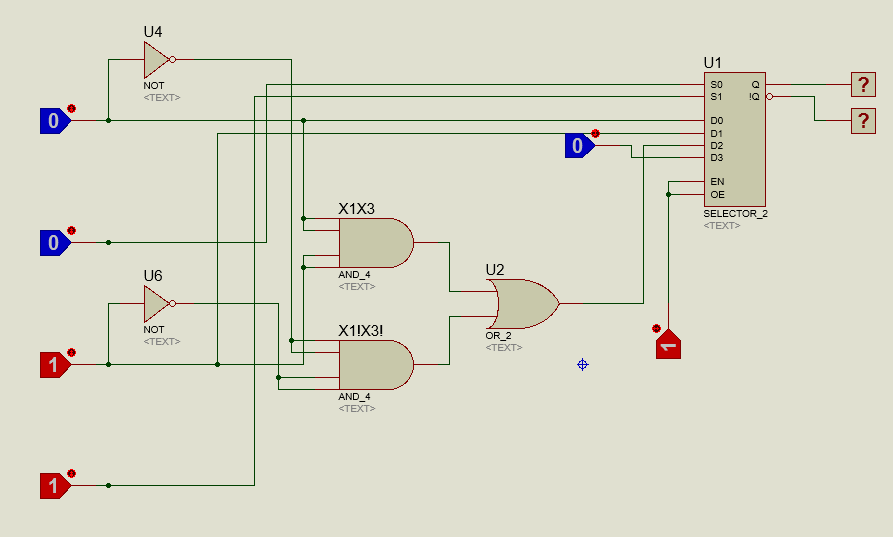 U4
NOT
<TEXT>
U1
S0 Q
S1 !Q
D0
D1
D2
D3
EN
OE
SELECTOR_2
<TEXT>
?
?
0
0
0
X1X3
AND_4
<TEXT>
U6
NOT
<TEXT>
U2
OR_2
<TEXT>
X1!X3!
AND_4
<TEXT>
1
1
1